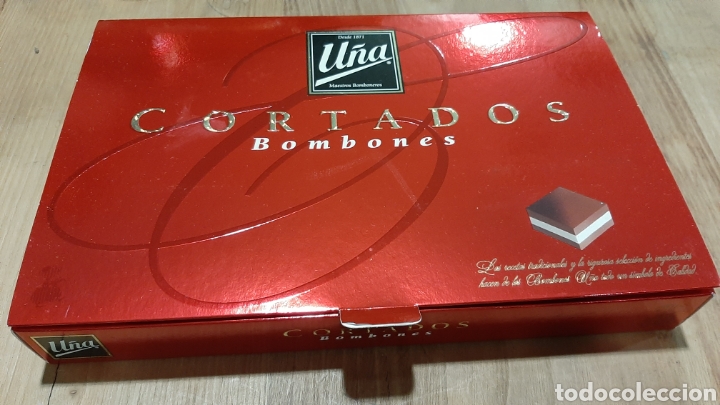 Desde 1871
Uña
Maestros Bomboneros
CORTADOS
Bombones
Las recetas tradicionales y la rigurosa selección de ingredientes
hacen de los Bombones Uña todo un símbolo de Calidad.
Uña
CORTADOS
Bombones
todocoleccion